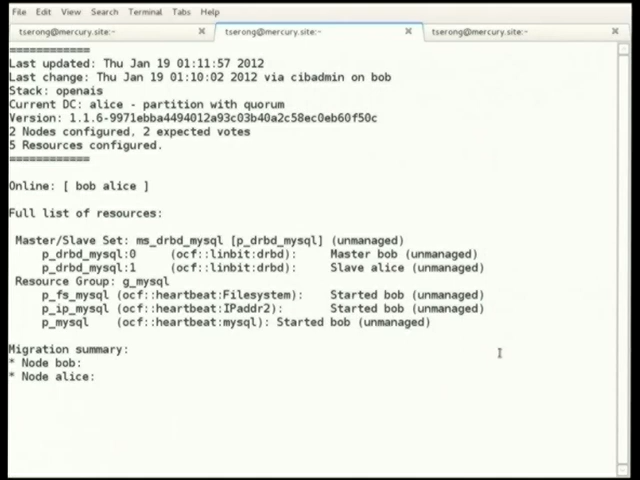 File Edit View Search Terminal Tabs Help
tserong@mercury.site:~ tserong@mercury.site:~ tserong@mercury.site:~
============
Last updated: Thu Jan 19 01:11:57 2012
Last change: Thu Jan 19 01:10:02 2012 via cibadmin on bob
Stack: openais
Current DC: alice - partition with quorum
Version: 1.1.6-9971ebba4494012a93c03b40a2c58ec0eb60f50c
2 Nodes configured, 2 expected votes
5 Resources configured.
============
Online: [ bob alice ]
Full list of resources:
Master/Slave Set: ms_drbd_mysql [p_drbd_mysql] (unmanaged)
p_drbd_mysql:0 (ocf::linbit:drbd): Master bob (unmanaged)
p_drbd_mysql:1 (ocf::linbit:drbd): Slave alice (unmanaged)
Resource Group: g_mysql
p_fs_mysql (ocf::heartbeat:Filesystem): Started bob (unmanaged)
p_ip_mysql (ocf::heartbeat:IPaddr2): Started bob (unmanaged)
p_mysql (ocf::heartbeat:mysql): Started bob (unmanaged)
Migration summary:
* Node bob:
* Node alice: